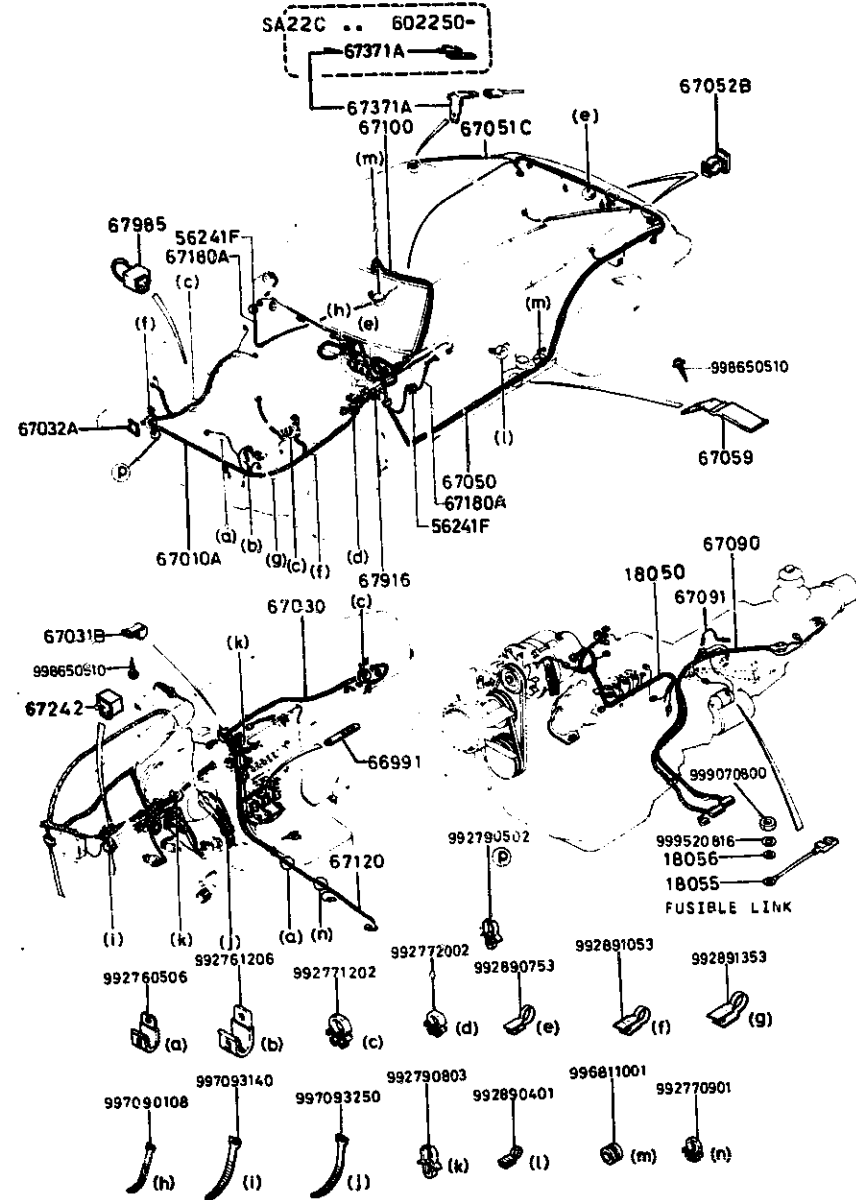 SA22C .. 602250-
67371A
67371A
67100
67051C
(e)
67052B
(m)
67985
56241F
67180A
(c)
(f)
(h)
(e)
(m)
998650510
67032A
(P)
(l)
67059
67050
67180A
56241F
(a)
(b)
(g)
(c)
(f)
(d)
67010A
67916
67030
(c)
67031B
(k)
998650510
67242
66991
67120
(i)
(k)
(j)
(a)
(n)
67090
18050
67091
999070800
999520816
18056
18055
FUSIBLE LINK
992790502
(P)
992760506
(a)
992761206
(b)
992771202
(c)
992772002
(d)
992890753
(e)
992891053
(f)
992891353
(g)
997090108
(h)
997093140
(i)
997093250
(j)
992790803
(k)
992890401
(l)
996811001
(m)
992770901
(n)